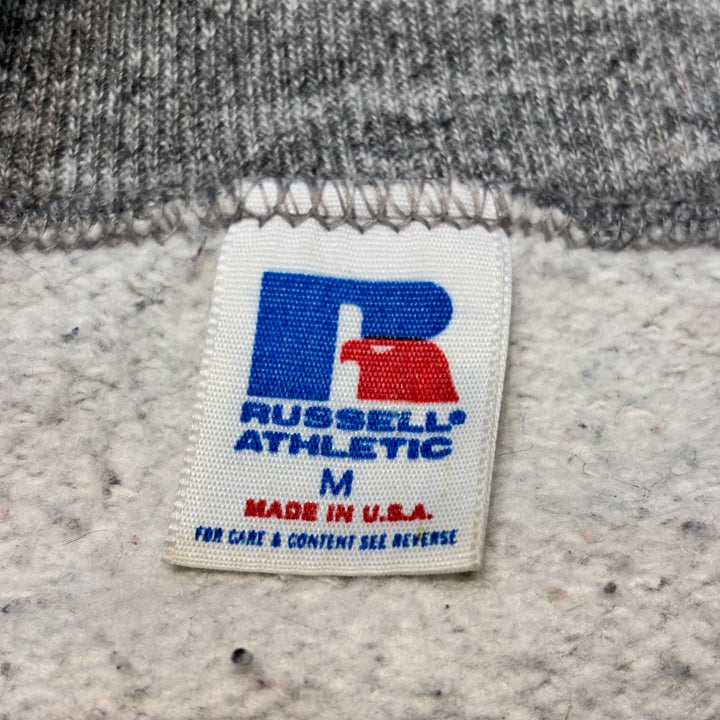 R
RUSSELL®
ATHLETIC
M
MADE IN U.S.A.
FOR CARE & CONTENT SEE REVERSE